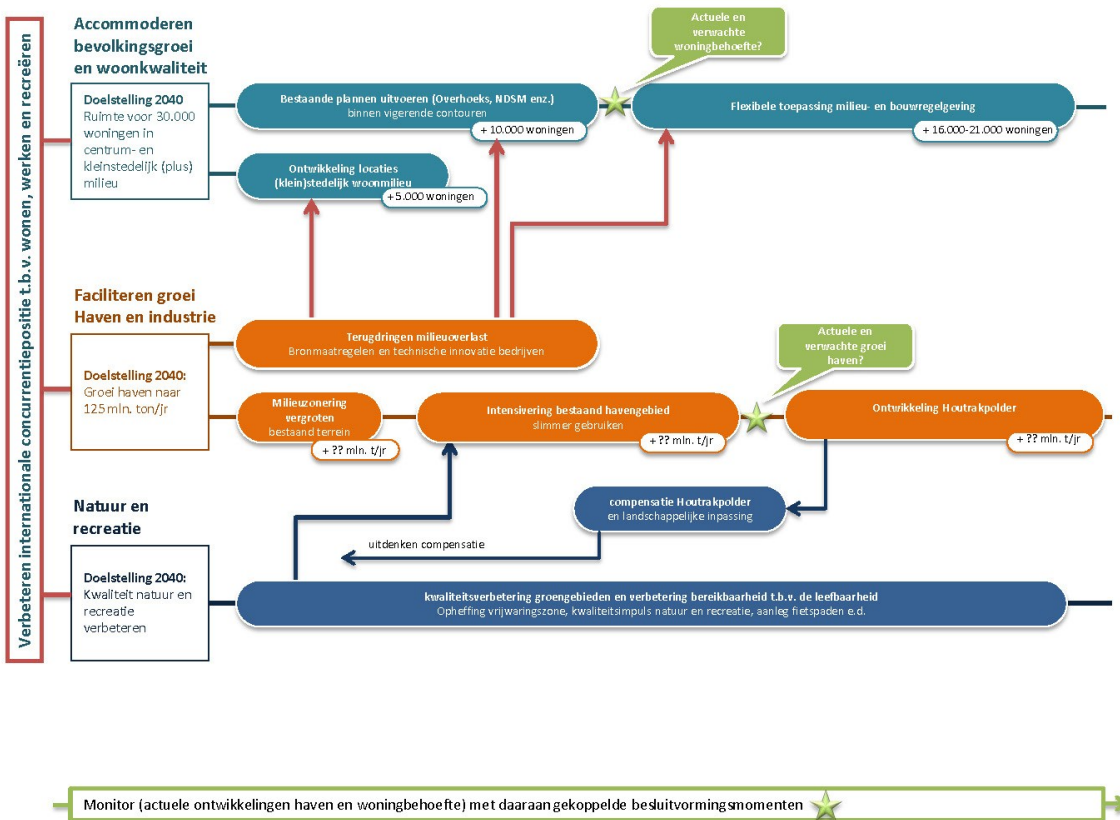 Verbeteren internationale concurrentiepositie t.b.v. wonen, werken en recreëren
Accommoderen
bevolkingsgroei
en woonkwaliteit
Doelstelling 2040
Ruimte voor 30.000
woningen in
centrum- en
kleinstedelijk (plus)
milieu
Bestaande plannen uitvoeren (Overhoeks, NDSM enz.)
binnen vigerende contouren
+ 10.000 woningen
Actuele en
verwachte
woningbehoefte?
Flexibele toepassing milieu- en bouwregelgeving
+ 16.000-21.000 woningen
Ontwikkeling locaties
(klein)stedelijk woonmilieu
+ 5.000 woningen
Faciliteren groei
Haven en industrie
Doelstelling 2040:
Groei haven naar
125 mln. ton/jr
Terugdringen milieuoverlast
Bronmaatregelen en technische innovatie bedrijven
Milieuzonering
vergroten
bestaand terrein
+ ?? mln. t/jr
Intensivering bestaand havengebied
slimmer gebruiken
+ ?? mln. t/jr
Actuele en
verwachte groei
haven?
Ontwikkeling Houtrakpolder
+ ?? mln. t/jr
Natuur en
recreatie
Doelstelling 2040:
Kwaliteit natuur en
recreatie
verbeteren
compensatie Houtrakpolder
en landschappelijke inpassing
uitdenken compensatie
kwaliteitsverbetering groengebieden en verbetering bereikbaarheid t.b.v. de leefbaarheid
Opheffing vrijwaringszone, kwaliteitsimpuls natuur en recreatie, aanleg fietspaden e.d.
Monitor (actuele ontwikkelingen haven en woningbehoefte) met daaraan gekoppelde besluitvormingsmomenten